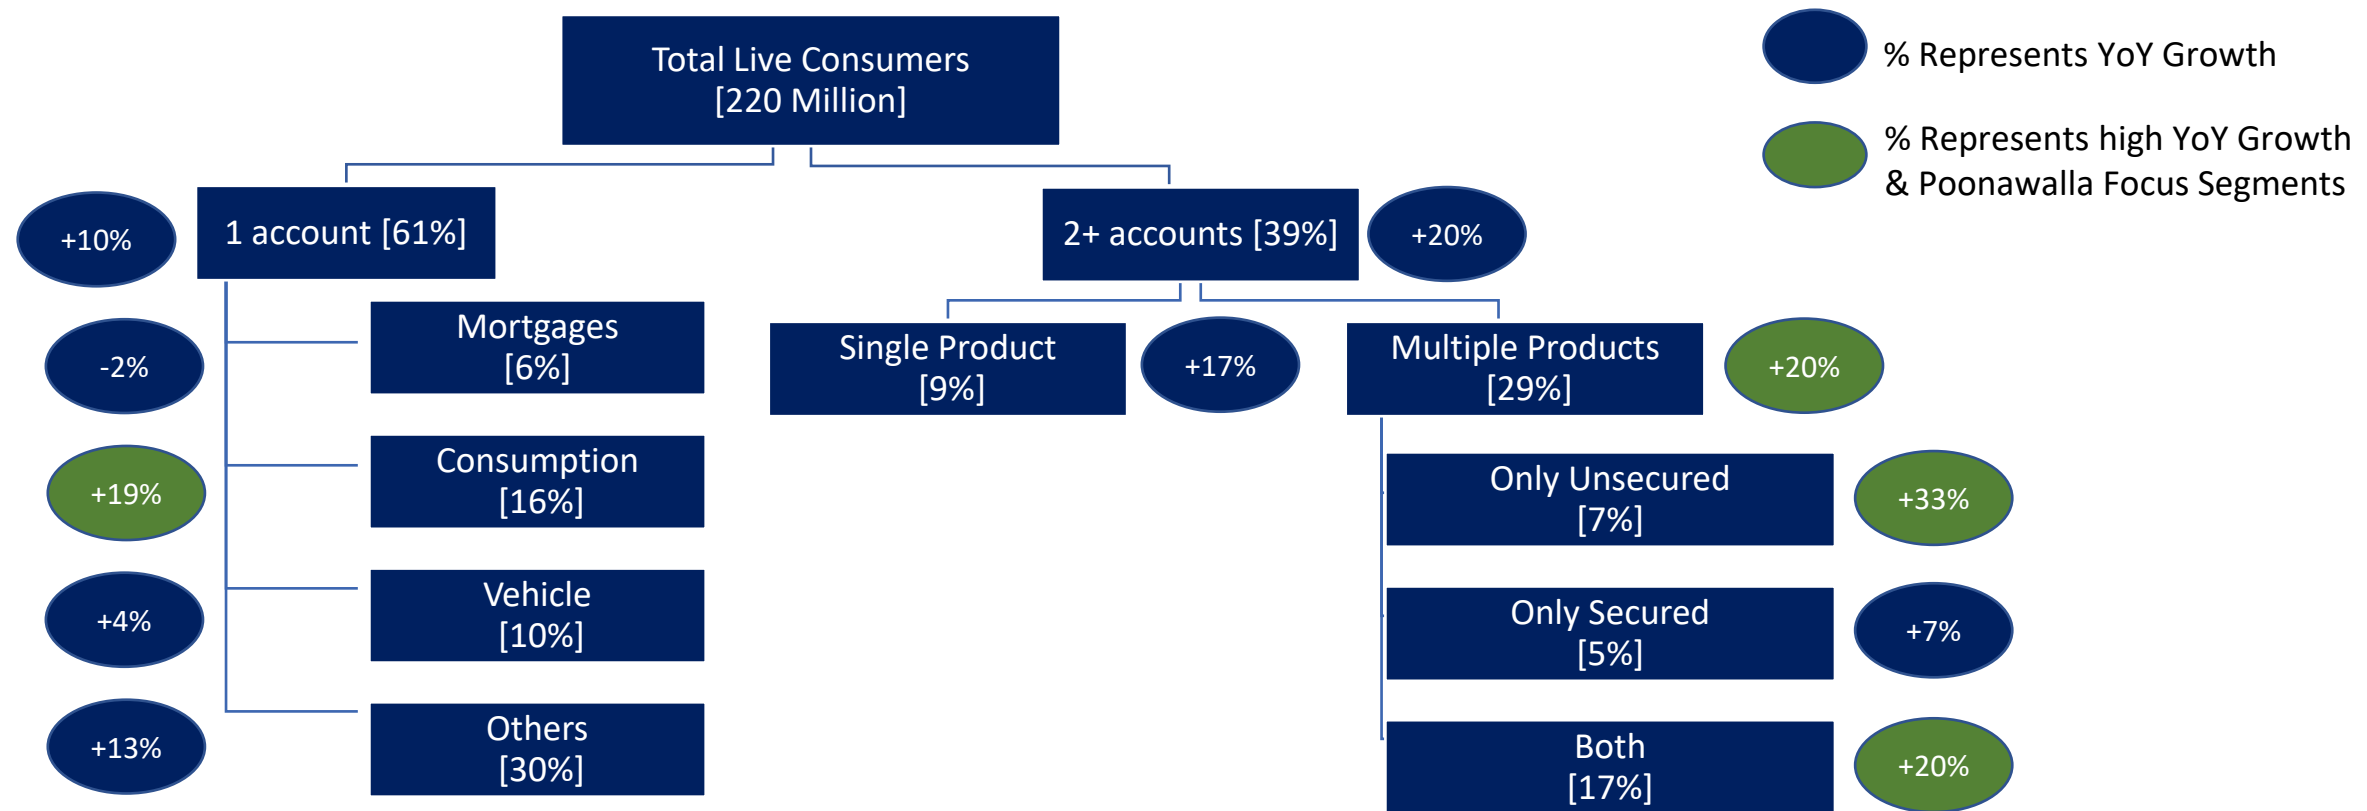 Total Live Consumers
[220 Million]
% Represents YoY Growth
% Represents high YoY Growth
& Poonawalla Focus Segments
+10%
1 account [61%]
2+ accounts [39%]
+20%
-2%
Mortgages
[6%]
Single Product
[9%]
+17%
Multiple Products
[29%]
+20%
+19%
Consumption
[16%]
Only Unsecured
[7%]
+33%
+4%
Vehicle
[10%]
Only Secured
[5%]
+7%
+13%
Others
[30%]
Both
[17%]
+20%